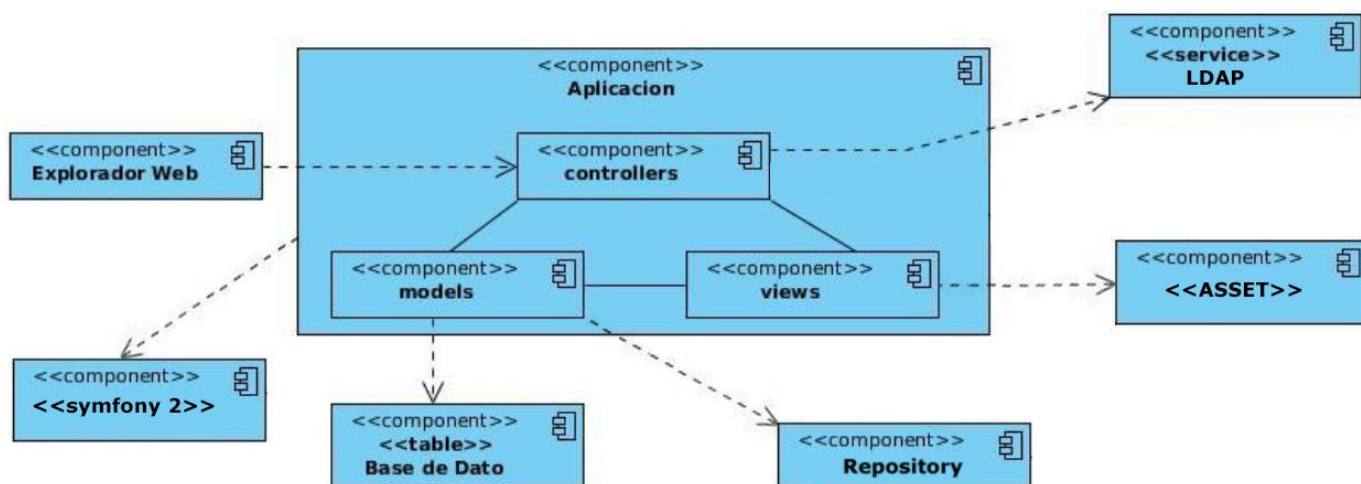 <<component>>
<<service>>
LDAP
<<component>>
Aplicacion
<<component>>
Explorador Web
<<component>>
controllers
<<component>>
models
<<component>>
views
<<component>>
<<ASSET>>
<<component>>
<<symfony 2>>
<<component>>
<<table>>
Base de Dato
<<component>>
Repository